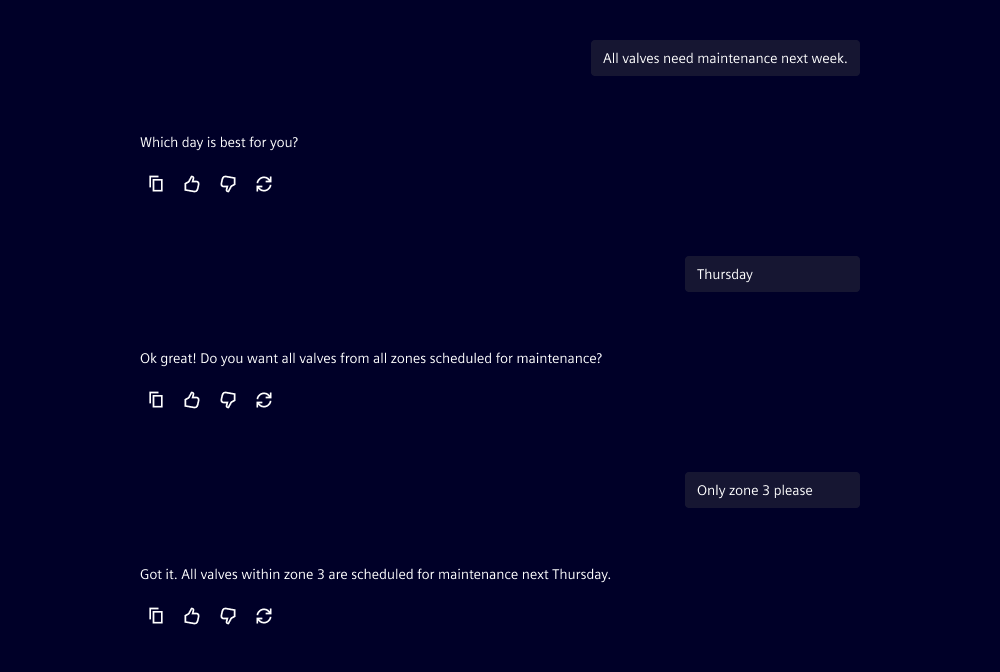 All valves need maintenance next week.
Which day is best for you?
Thursday
Ok great! Do you want all valves from all zones scheduled for maintenance?
Only zone 3 please
Got it. All valves within zone 3 are scheduled for maintenance next Thursday.